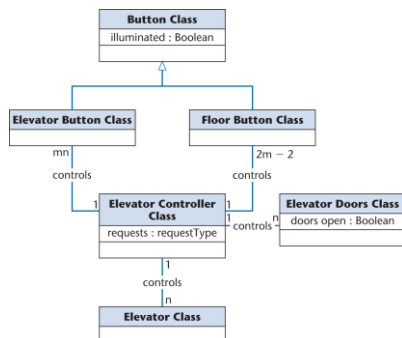 Button Class
illuminated : Boolean
Elevator Button Class
Floor Button Class
mn
2m − 2
controls
controls
Elevator Controller
Class
requests : requestType
1
1
1
controls
n
Elevator Doors Class
doors open : Boolean
1
controls
n
Elevator Class